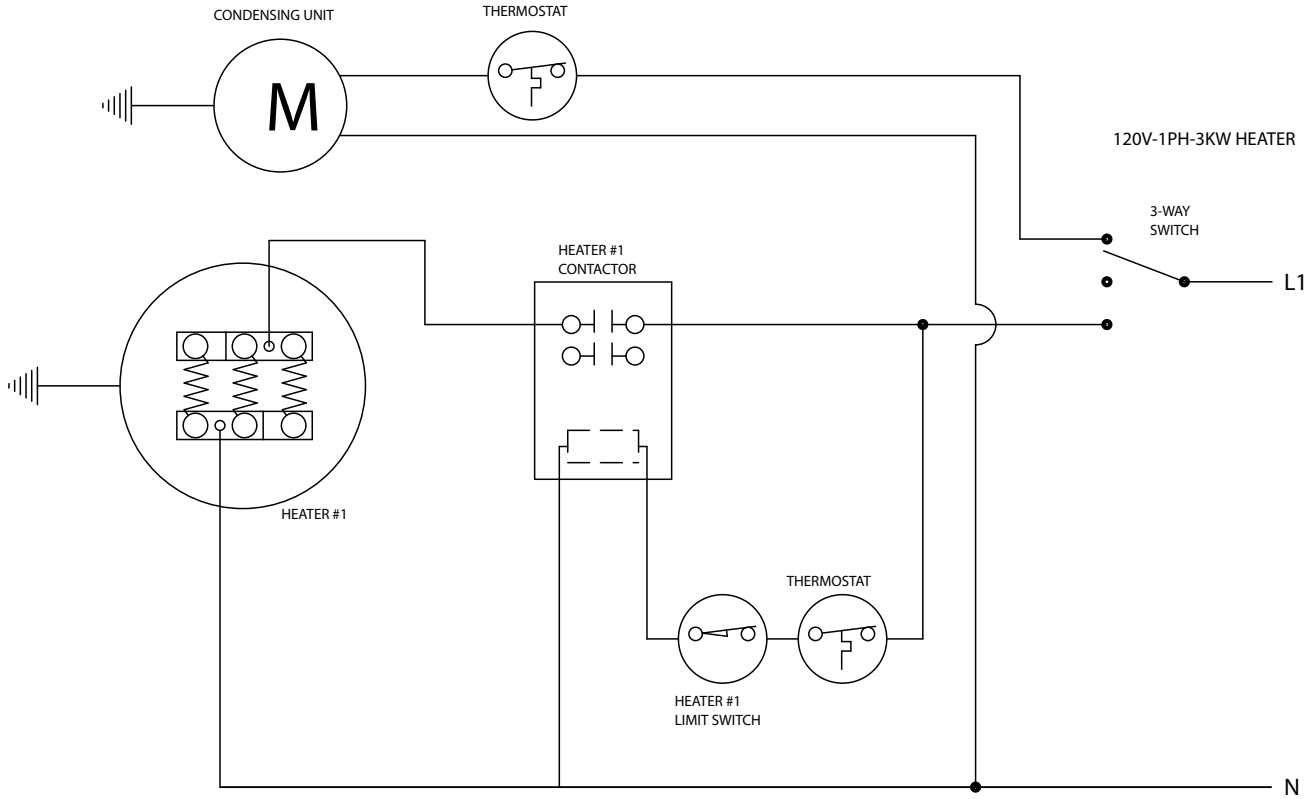 CONDENSING UNIT
THERMOSTAT
M
120V-1PH-3KW HEATER
3-WAY
SWITCH
L1
HEATER #1
CONTACTOR
HEATER #1
THERMOSTAT
HEATER #1
LIMIT SWITCH
N